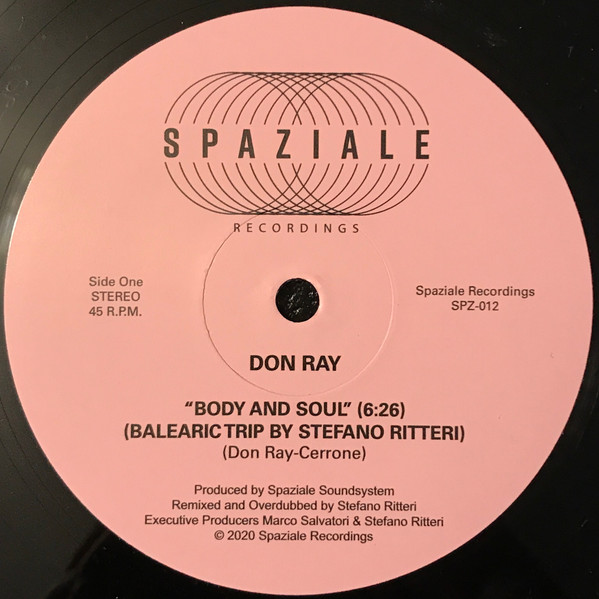 SPAZIALE
RECORDINGS
Side One
STEREO
45 R.P.M.
Spaziale Recordings
SPZ-012
DON RAY
“BODY AND SOUL” (6:26)
(BALEARIC TRIP BY STEFANO RITTERI)
(Don Ray-Cerrone)
Produced by Spaziale Soundsystem
Remixed and Overdubbed by Stefano Ritteri
Executive Producers Marco Salvatori & Stefano Ritteri
© 2020 Spaziale Recordings